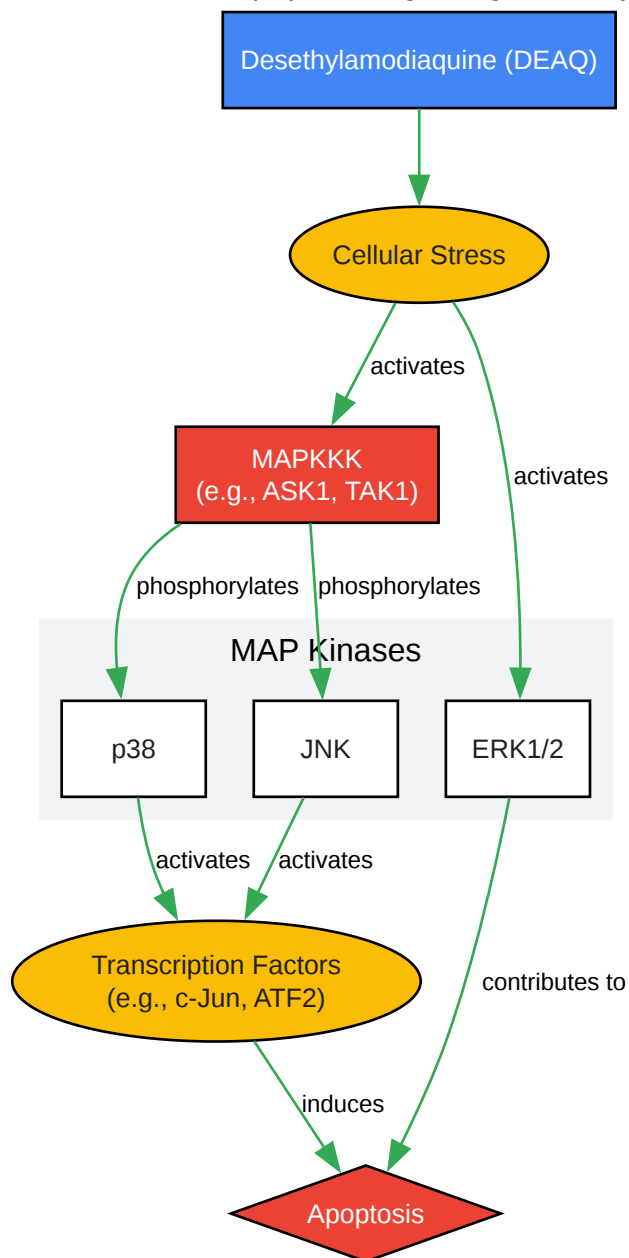 Desethylamodiaquine (DEAQ)
Cellular Stress
activates
MAPKKK
(e.g., ASK1, TAK1)
activates
phosphorylates
phosphorylates
MAP Kinases
p38
JNK
ERK1/2
activates
activates
Transcription Factors
(e.g., c-Jun, ATF2)
contributes to
induces
Apoptosis